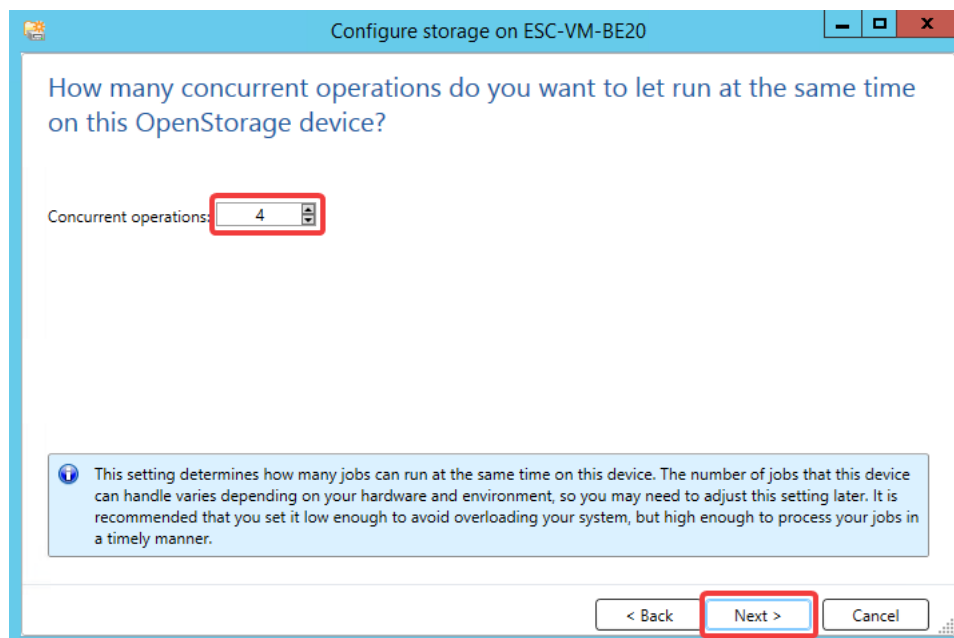 Configure storage on ESC-VM-BE20
How many concurrent operations do you want to let run at the same time
on this OpenStorage device?
Concurrent operations: 4
This setting determines how many jobs can run at the same time on this device. The number of jobs that this device
can handle varies depending on your hardware and environment, so you may need to adjust this setting later. It is
recommended that you set it low enough to avoid overloading your system, but high enough to process your jobs in
a timely manner.
< Back Next > Cancel